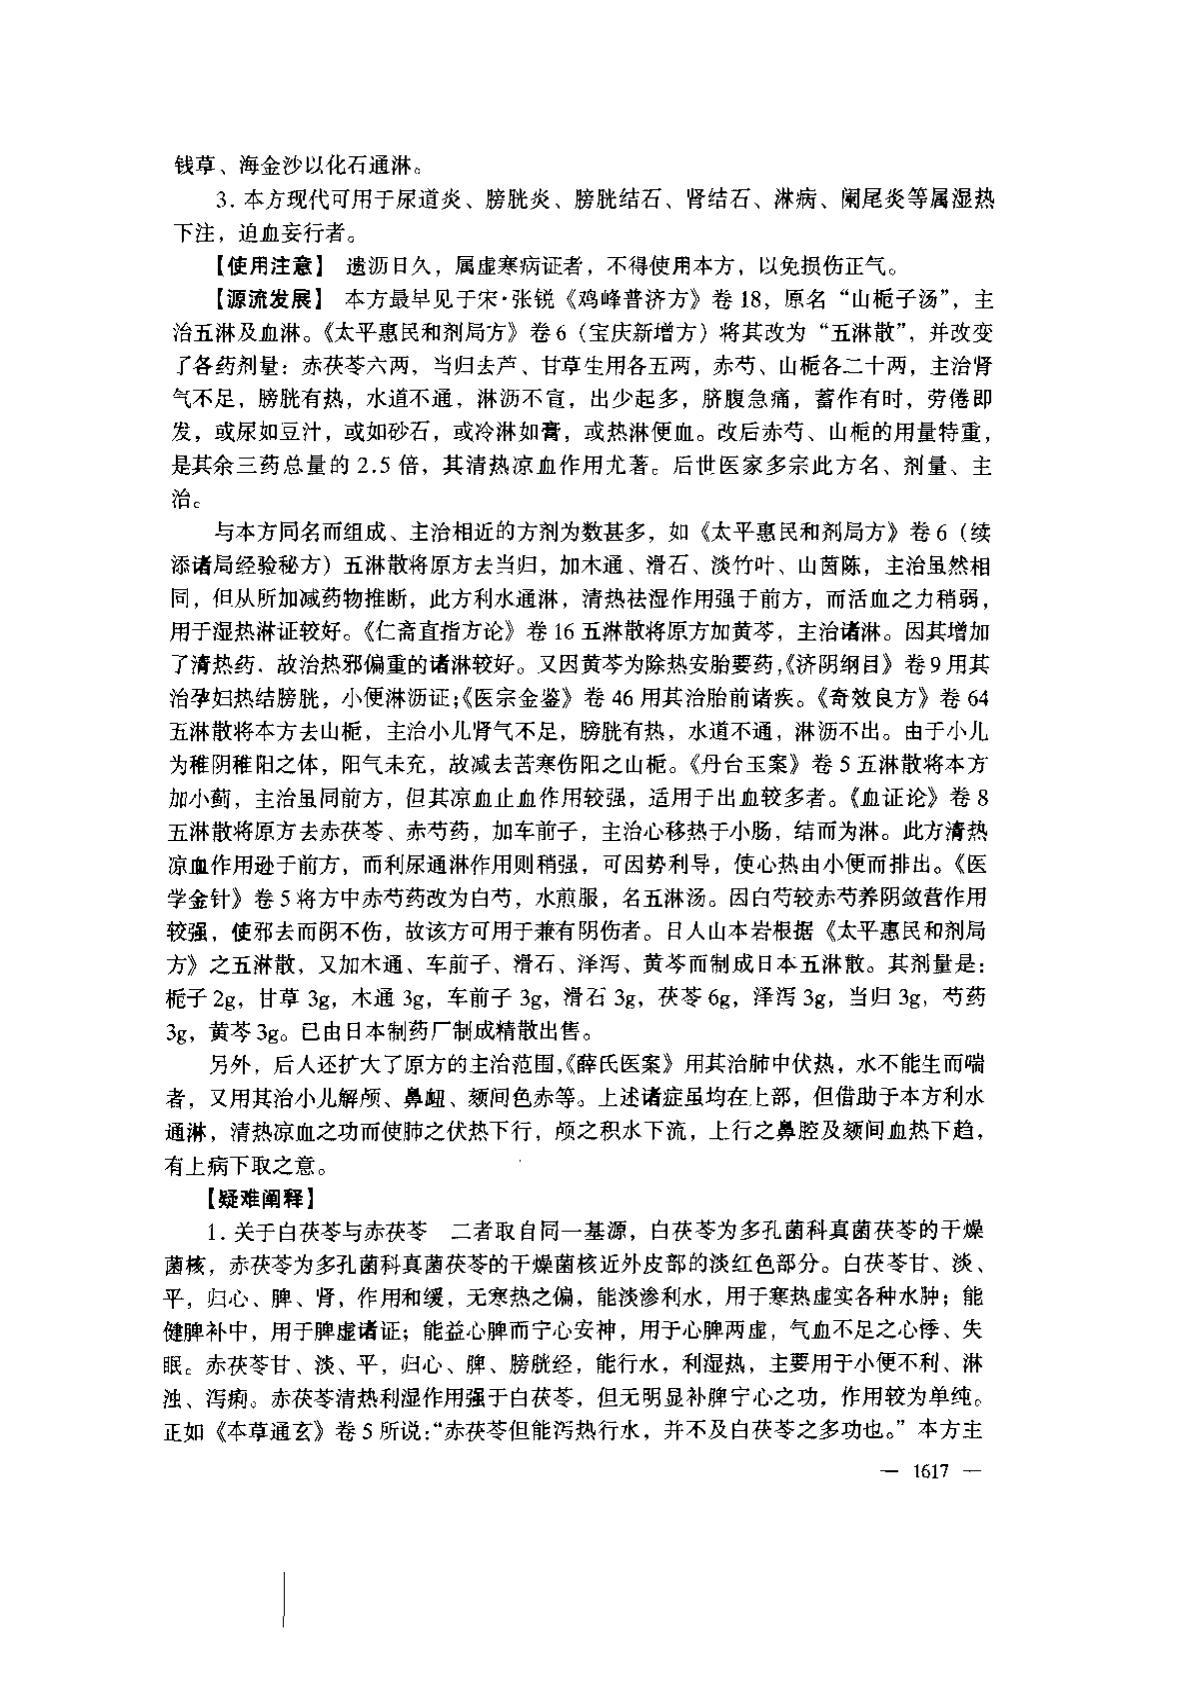 钱草、海金沙以化石通淋。
3. 本方现代可用于尿道炎、膀胱炎、膀胱结石、肾结石、淋病、阑尾炎等属湿热
下注，迫血妄行者。
【使用注意】 遗沥日久，属虚寒病证者，不得使用本方，以免损伤正气。
【源流发展】 本方最早见于宋·张锐《鸡峰普济方》卷 18，原名“山栀子汤”，主
治五淋及血淋。《太平惠民和剂局方》卷 6（宝庆新增方）将其改为“五淋散”，并改变
了各药剂量：赤茯苓六两，当归去芦、甘草生用各五两，赤芍、山栀各二十两，主治肾
气不足，膀胱有热，水道不通，淋沥不宣，出少起多，脐腹急痛，蓄作有时，劳倦即
发，或尿如豆汁，或如砂石，或冷淋如膏，或热淋便血。改后赤芍、山栀的用量特重，
是其余三药总量的 2.5 倍，其清热凉血作用尤著。后世医家多宗此方名、剂量、主
治。
与本方同名而组成、主治相近的方剂为数甚多，如《太平惠民和剂局方》卷 6（续
添诸局经验秘方）五淋散将原方去当归，加木通、滑石、淡竹叶、山茵陈，主治虽然相
同，但从所加减药物推断，此方利水通淋，清热祛湿作用强于前方，而活血之力稍弱，
用于湿热淋证较好。《仁斋直指方论》卷 16 五淋散将原方加黄芩，主治诸淋。因其增加
了清热药，故治热邪偏重的诸淋较好。又因黄芩为除热安胎要药，《济阴纲目》卷 9 用其
治孕妇热结膀胱，小便淋沥证；《医宗金鉴》卷 46 用其治胎前诸疾。《奇效良方》卷 64
五淋散将本方去山栀，主治小儿肾气不足，膀胱有热，水道不通，淋沥不出。由于小儿
为稚阴稚阳之体，阳气未充，故减去苦寒伤阳之山栀。《丹台玉案》卷 5 五淋散将本方
加小蓟，主治虽同前方，但其凉血止血作用较强，适用于出血较多者。《血证论》卷 8
五淋散将原方去赤茯苓、赤芍药，加车前子，主治心移热于小肠，结而为淋。此方清热
凉血作用逊于前方，而利尿通淋作用则稍强，可因势利导，使心热由小便而排出。《医
学金针》卷 5 将方中赤芍药改为白芍，水煎服，名五淋汤。因白芍较赤芍养阴敛营作用
较强，使邪去而阴不伤，故该方可用于兼有阴伤者。日人山本岩根据《太平惠民和剂局
方》之五淋散，又加木通、车前子、滑石、泽泻、黄芩而制成日本五淋散。其剂量是：
栀子 2g，甘草 3g，木通 3g，车前子 3g，滑石 3g，茯苓 6g，泽泻 3g，当归 3g，芍药
3g，黄芩 3g。已由日本制药厂制成精散出售。
另外，后人还扩大了原方的主治范围，《薛氏医案》用其治肺中伏热，水不能生而喘
者，又用其治小儿解颅、鼻衄、颏间色赤等。上述诸症虽均在上部，但借助于本方利水
通淋，清热凉血之功而使肺之伏热下行，颅之积水下流，上行之鼻腔及颏间血热下趋，
有上病下取之意。
【疑难阐释】
1. 关于白茯苓与赤茯苓 二者取自同一基源，白茯苓为多孔菌科真菌茯苓的干燥
菌核，赤茯苓为多孔菌科真菌茯苓的干燥菌核近外皮部的淡红色部分。白茯苓甘、淡、
平，归心、脾、肾，作用和缓，无寒热之偏，能淡渗利水，用于寒热虚实各种水肿；能
健脾补中，用于脾虚诸证；能益心脾而宁心安神，用于心脾两虚，气血不足之心悸、失
眠。赤茯苓甘、淡、平，归心、脾、膀胱经，能行水，利湿热，主要用于小便不利、淋
浊、泻痢。赤茯苓清热利湿作用强于白茯苓，但无明显补脾宁心之功，作用较为单纯。
正如《本草通玄》卷 5 所说：“赤茯苓但能泻热行水，并不及白茯苓之多功也。”本方主
— 1617 —